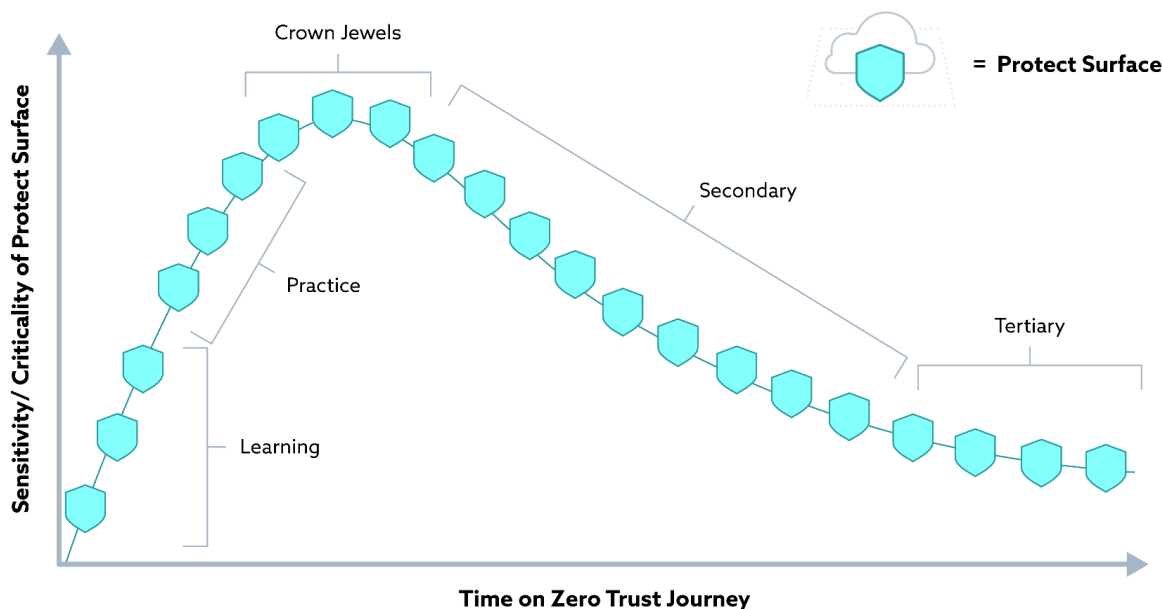 Crown Jewels
= Protect Surface
Secondary
Practice
Tertiary
Learning
Sensitivity/ Criticality of Protect Surface
Time on Zero Trust Journey